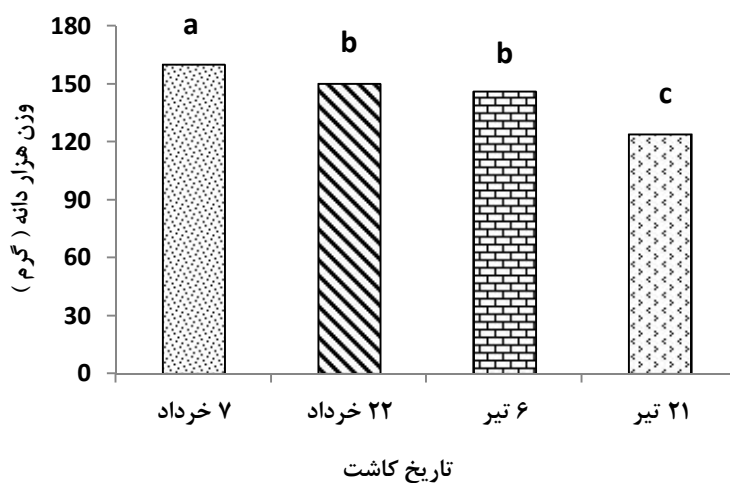 180
150
120
90
60
30
0
وزن هزار دانه ( گرم )
a
b
b
c
۷ خرداد
۲۲ خرداد
۶ تیر
۲۱ تیر
تاریخ کاشت